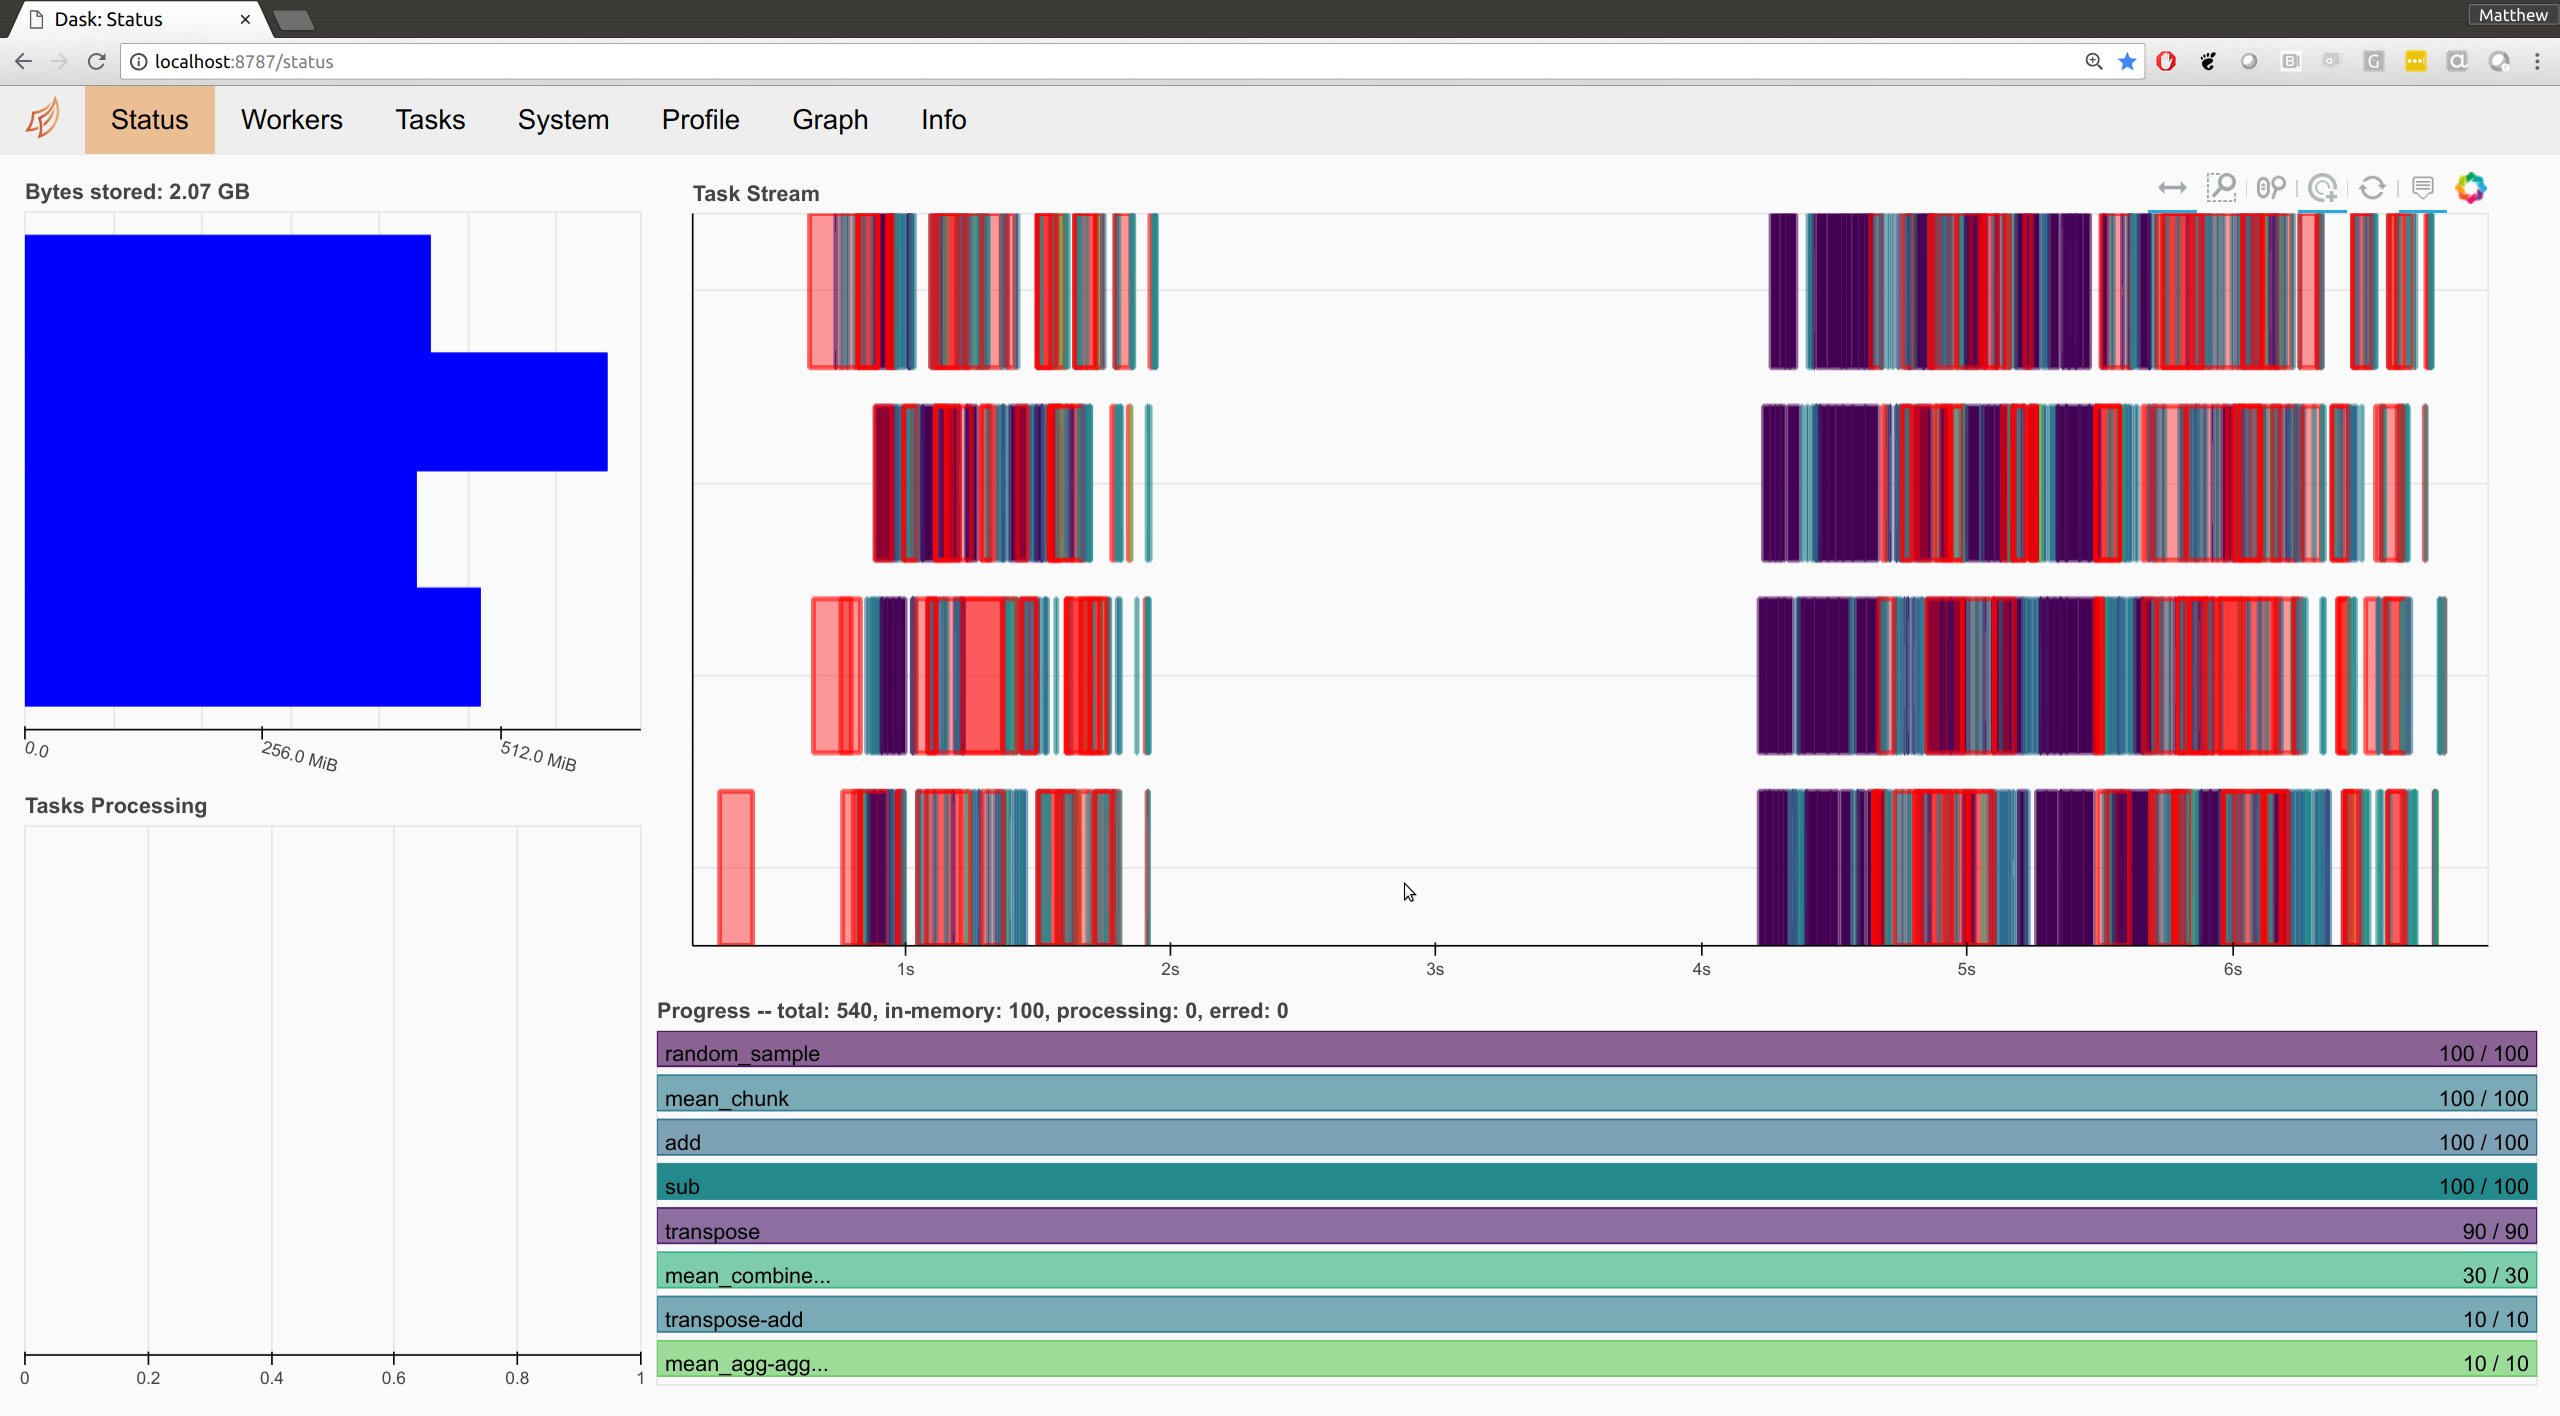 Dask: Status
Matthew
localhost:8787/status
Status Workers Tasks System Profile Graph Info
Bytes stored: 2.07 GB
0.0 256.0 MiB 512.0 MiB
Tasks Processing
0 0.2 0.4 0.6 0.8 1
Task Stream
1s 2s 3s 4s 5s 6s
Progress -- total: 540, in-memory: 100, processing: 0, erred: 0
random_sample 100 / 100
mean_chunk 100 / 100
add 100 / 100
sub 100 / 100
transpose 90 / 90
mean_combine... 30 / 30
transpose-add 10 / 10
mean_agg-agg... 10 / 10